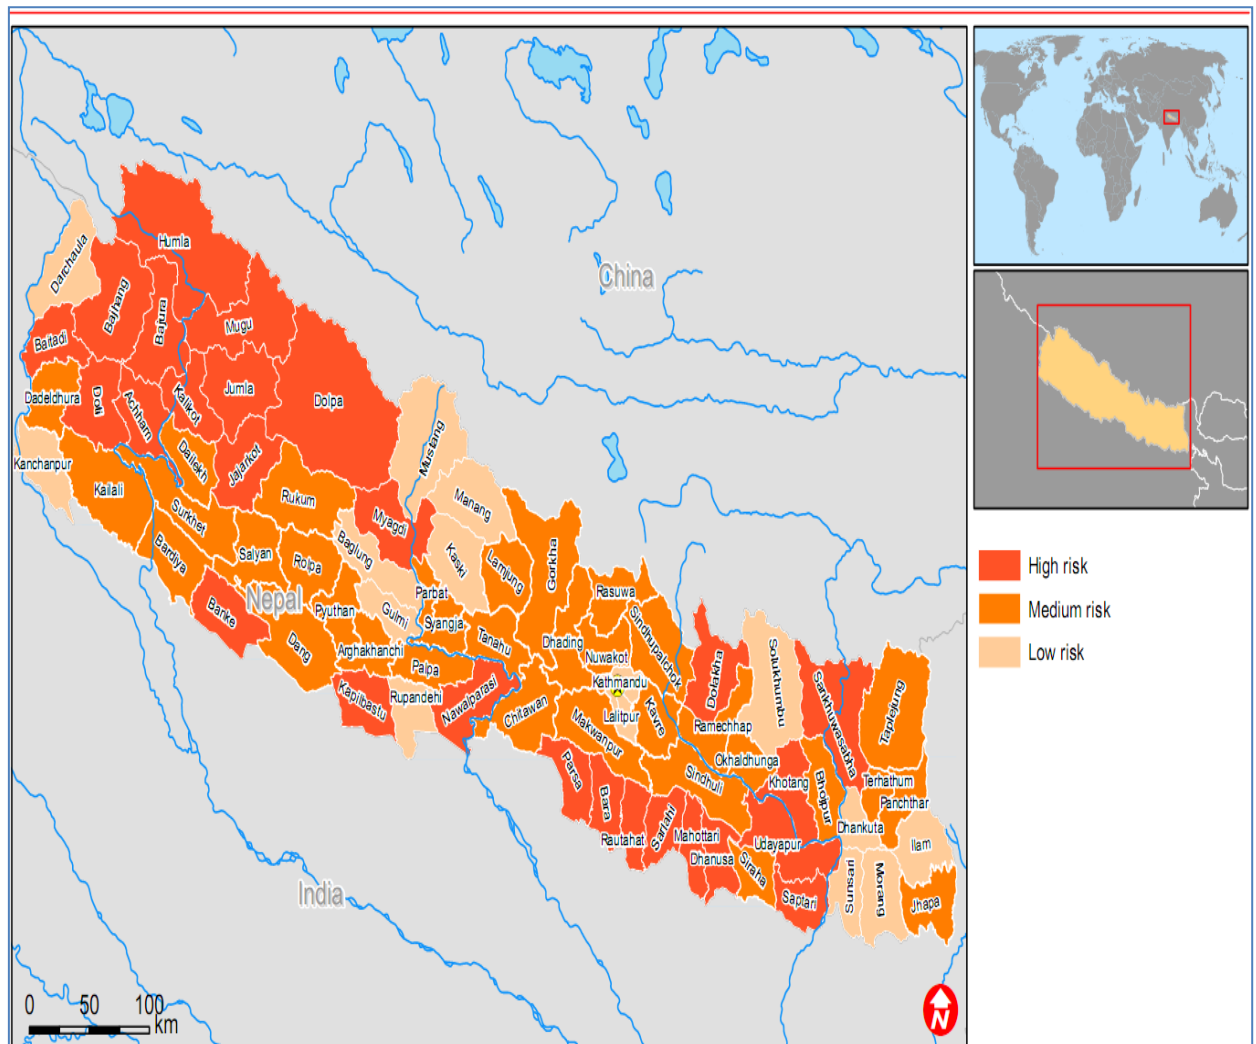 China
Humla
Darchaula
Bajhang
Bajura
Mugu
Baitadi
Jumla
Dolpa
Dadeldhura
Doti
Achham
Kalikot
Mustang
Dailekh
Jajarkot
Kanchanpur
Kailali
Rukum
Manang
Surkhet
Myagdi
Baglung
Kaski
Lamjung
Gorkha
Bardiya
Salyan
Rolpa
Parbat
Rasuwa
Nepal
Banke
Pyuthan
Gulmi
Syangja
Tanahu
Dhading
Sindhupalchok
Dang
Arghakhanchi
Palpa
Nuwakot
Kathmandu
Dolakha
Solukhumbu
Sankhuwasabha
Taplejung
Kapilbastu
Rupandehi
Nawalparasi
Chitawan
Lalitpur
Kavre
Ramechhap
Makwanpur
Okhaldhunga
Sindhuli
Khotang
Bhojpur
Terhathum
Panchthar
Parsa
Bara
Rautahat
Sarlahi
Mahottari
Dhanusa
Siraha
Udayapur
Dhankuta
Ilam
Saptari
Sunsari
Morang
Jhapa
India
0 50 100
km
N
High risk
Medium risk
Low risk